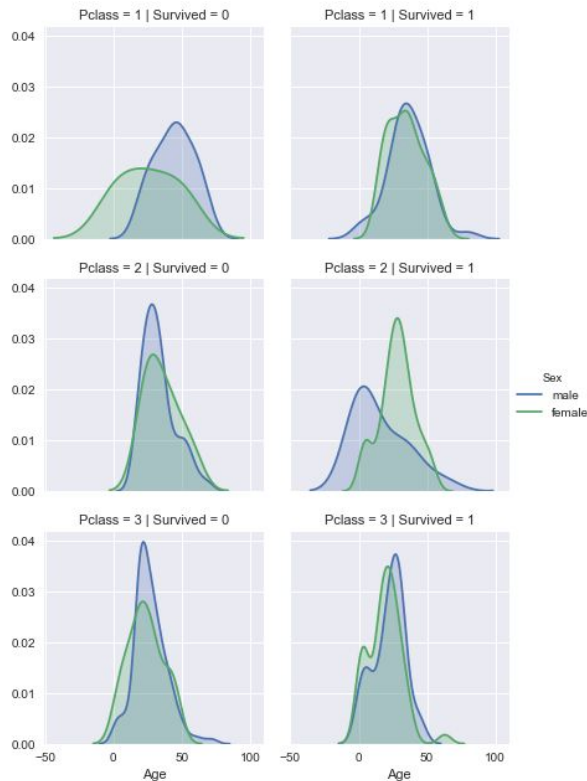 Pclass = 1 | Survived = 0
Pclass = 1 | Survived = 1
0.04
0.03
0.02
0.01
0.00
Pclass = 2 | Survived = 0
Pclass = 2 | Survived = 1
0.04
0.03
0.02
0.01
0.00
Sex
male
female
Pclass = 3 | Survived = 0
Pclass = 3 | Survived = 1
0.04
0.03
0.02
0.01
0.00
−50 0 50 100
−50 0 50 100
Age
Age